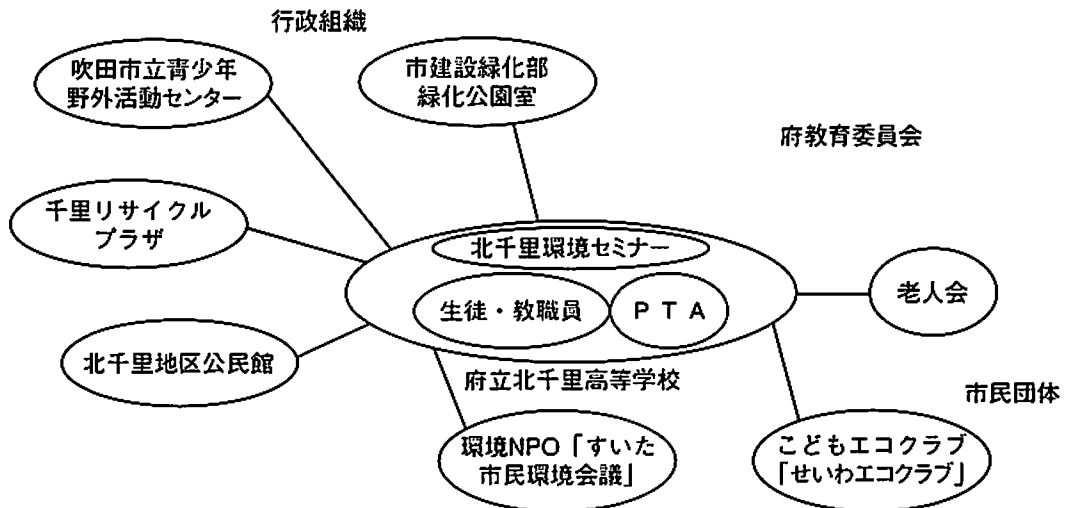 行政組織
吹田市立青少年
野外活動センター
市建設緑化部
緑化公園室
府教育委員会
千里リサイクル
プラザ
北千里環境セミナー
生徒・教職員
ＰＴＡ
老人会
北千里地区公民館
府立北千里高等学校
市民団体
環境NPO「すいた
市民環境会議」
こどもエコクラブ
「せいわエコクラブ」